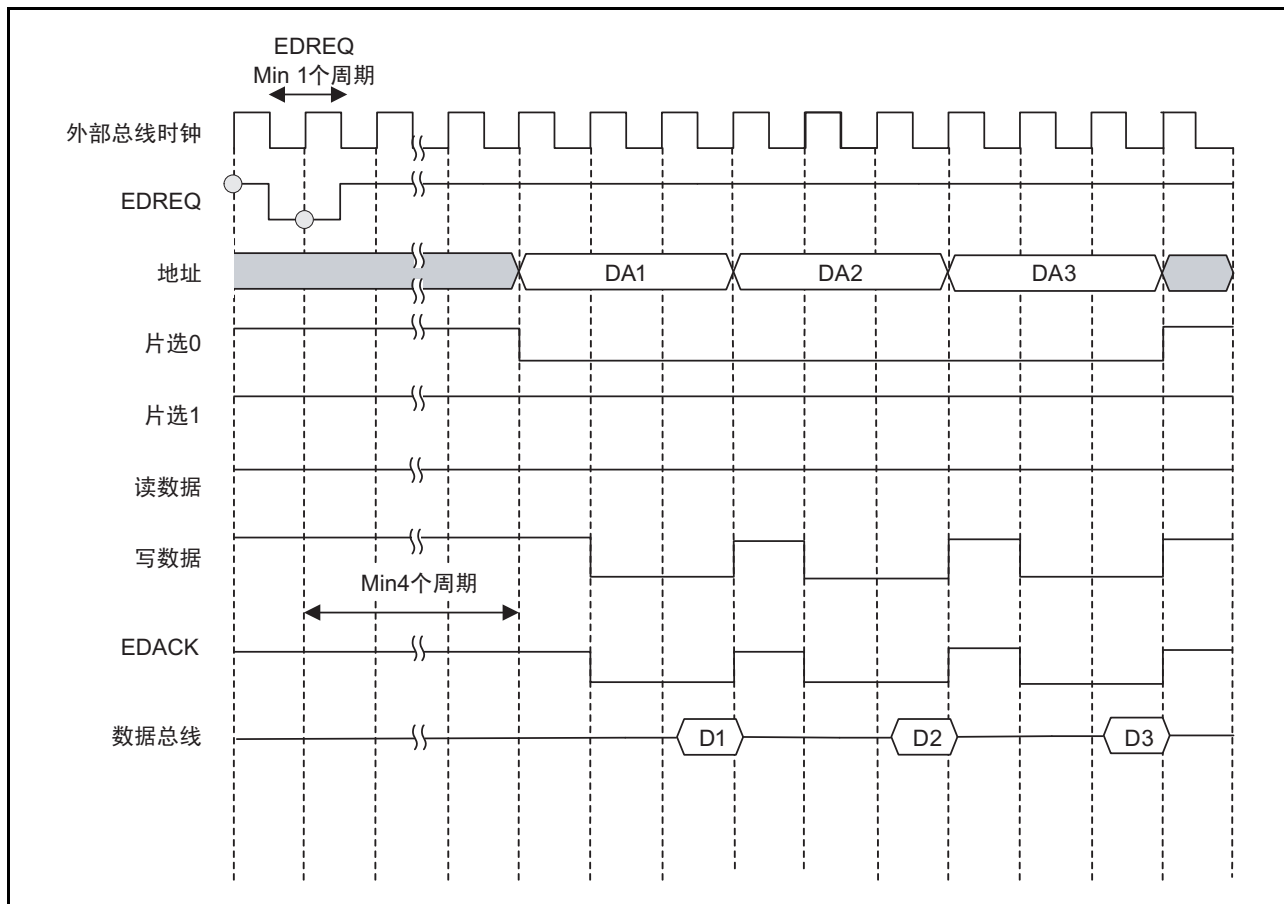 EDREQ
Min 1个周期
外部总线时钟
EDREQ
地址
DA1
DA2
DA3
片选0
片选1
读数据
写数据
Min4个周期
EDACK
数据总线
D1
D2
D3